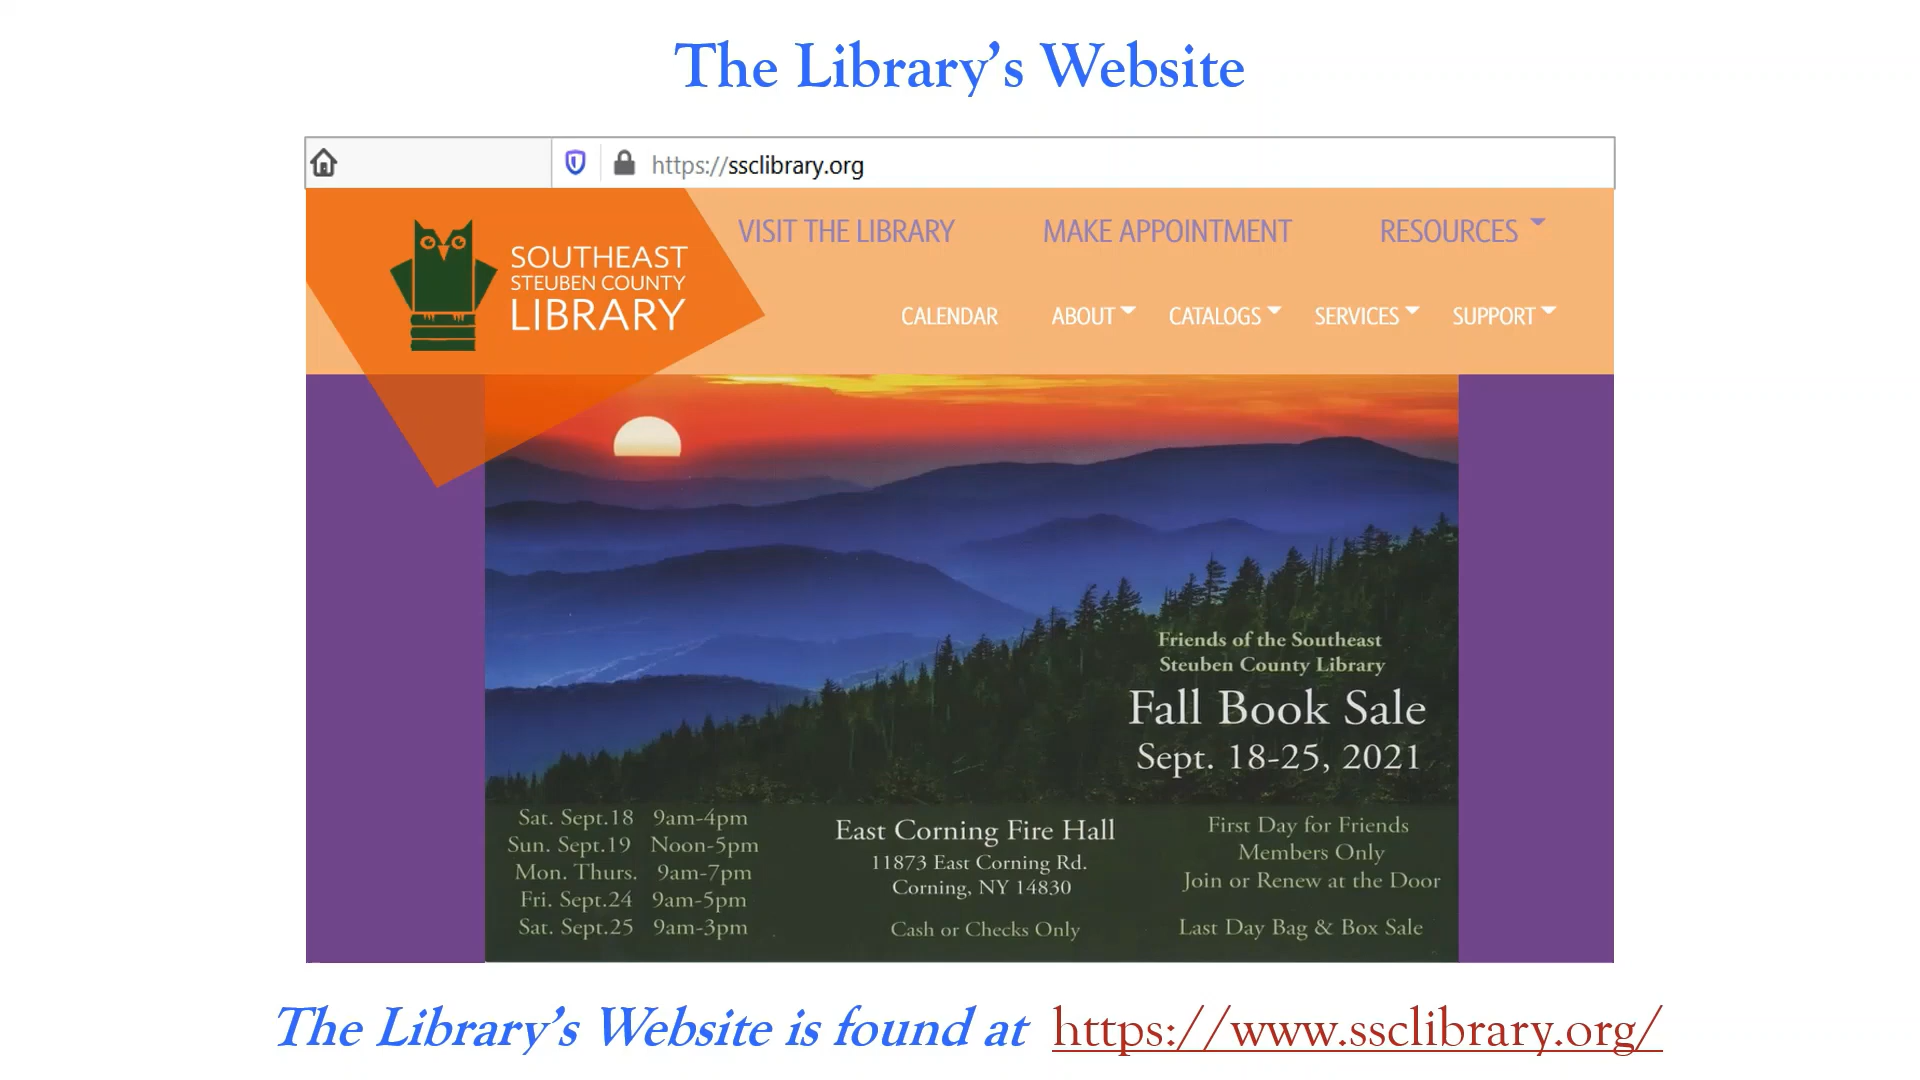 The Library's Website
https://ssclibrary.org
SOUTHEAST
STEUBEN COUNTY
LIBRARY
VISIT THE LIBRARY MAKE APPOINTMENT RESOURCES
CALENDAR ABOUT CATALOGS SERVICES SUPPORT
Friends of the Southeast
Steuben County Library
Fall Book Sale
Sept. 18-25, 2021
Sat. Sept.18 9am-4pm
Sun. Sept.19 Noon-5pm
Mon. Thurs. 9am-7pm
Fri. Sept.24 9am-5pm
Sat. Sept.25 9am-3pm
East Corning Fire Hall
11873 East Corning Rd.
Corning, NY 14830
Cash or Checks Only
First Day for Friends
Members Only
Join or Renew at the Door
Last Day Bag & Box Sale
The Library's Website is found at https://www.ssclibrary.org/